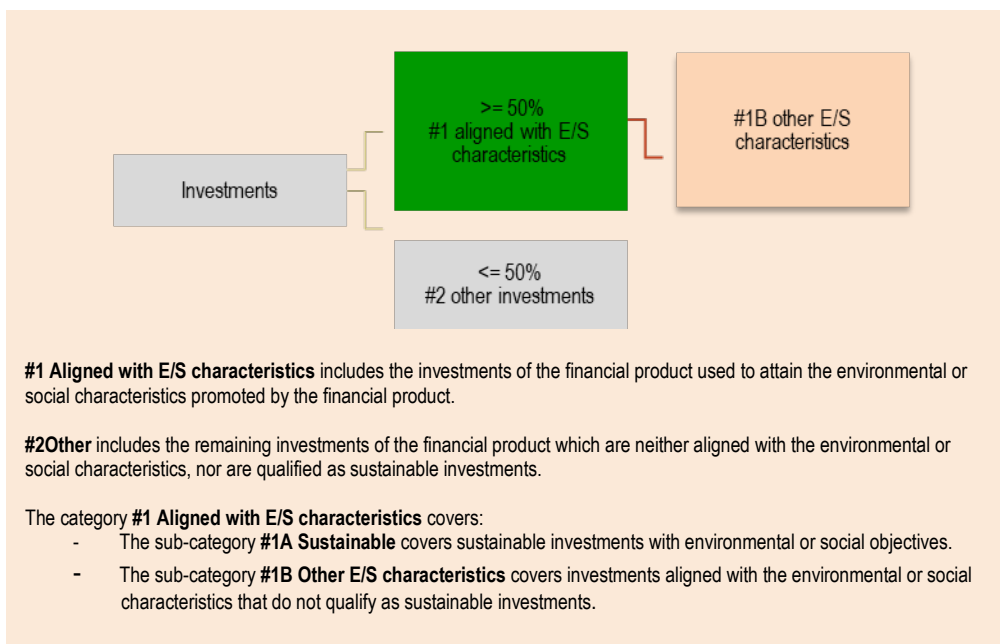 >= 50%
#1 aligned with E/S
characteristics
#1B other E/S
characteristics
Investments
<= 50%
#2 other investments
#1 Aligned with E/S characteristics includes the investments of the financial product used to attain the environmental or
social characteristics promoted by the financial product.
#2Other includes the remaining investments of the financial product which are neither aligned with the environmental or
social characteristics, nor are qualified as sustainable investments.
The category #1 Aligned with E/S characteristics covers:
- The sub-category #1A Sustainable covers sustainable investments with environmental or social objectives.
- The sub-category #1B Other E/S characteristics covers investments aligned with the environmental or social
characteristics that do not qualify as sustainable investments.